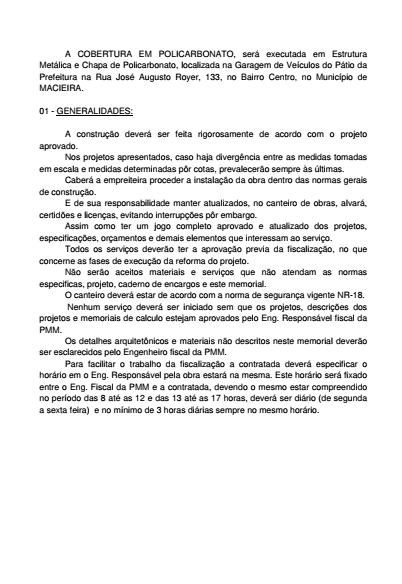 A COBERTURA EM POLICARBONATO, será executada em Estrutura
Metálica e Chapa de Policarbonato, localizada na Garagem de Veículos do Pátio da
Prefeitura na Rua José Augusto Royer, 133, no Bairro Centro, no Município de
MACIEIRA.
01 - GENERALIDADES:
A construção deverá ser feita rigorosamente de acordo com o projeto
aprovado.
Nos projetos apresentados, caso haja divergência entre as medidas tomadas
em escala e medidas determinadas pôr cotas, prevalecerão sempre às últimas.
Caberá a empreiteira proceder a instalação da obra dentro das normas gerais
de construção.
E de sua responsabilidade manter atualizados, no canteiro de obras, alvará,
certidões e licenças, evitando interrupções pôr embargo.
Assim como ter um jogo completo aprovado e atualizado dos projetos,
especificações, orçamentos e demais elementos que interessam ao serviço.
Todos os serviços deverão ter a aprovação previa da fiscalização, no que
concerne as fases de execução da reforma do projeto.
Não serão aceitos materiais e serviços que não atendam as normas
especificas, projeto, caderno de encargos e este memorial.
O canteiro deverá estar de acordo com a norma de segurança vigente NR-18.
Nenhum serviço deverá ser iniciado sem que os projetos, descrições dos
projetos e memoriais de calculo estejam aprovados pelo Eng. Responsável fiscal da
PMM.
Os detalhes arquitetônicos e materiais não descritos neste memorial deverão
ser esclarecidos pelo Engenheiro fiscal da PMM.
Para facilitar o trabalho da fiscalização a contratada deverá especificar o
horário em o Eng. Responsável pela obra estará na mesma. Este horário será fixado
entre o Eng. Fiscal da PMM e a contratada, devendo o mesmo estar compreendido
no período das 8 até as 12 e das 13 até as 17 horas, deverá ser diário (de segunda
a sexta feira) e no mínimo de 3 horas diárias sempre no mesmo horário.